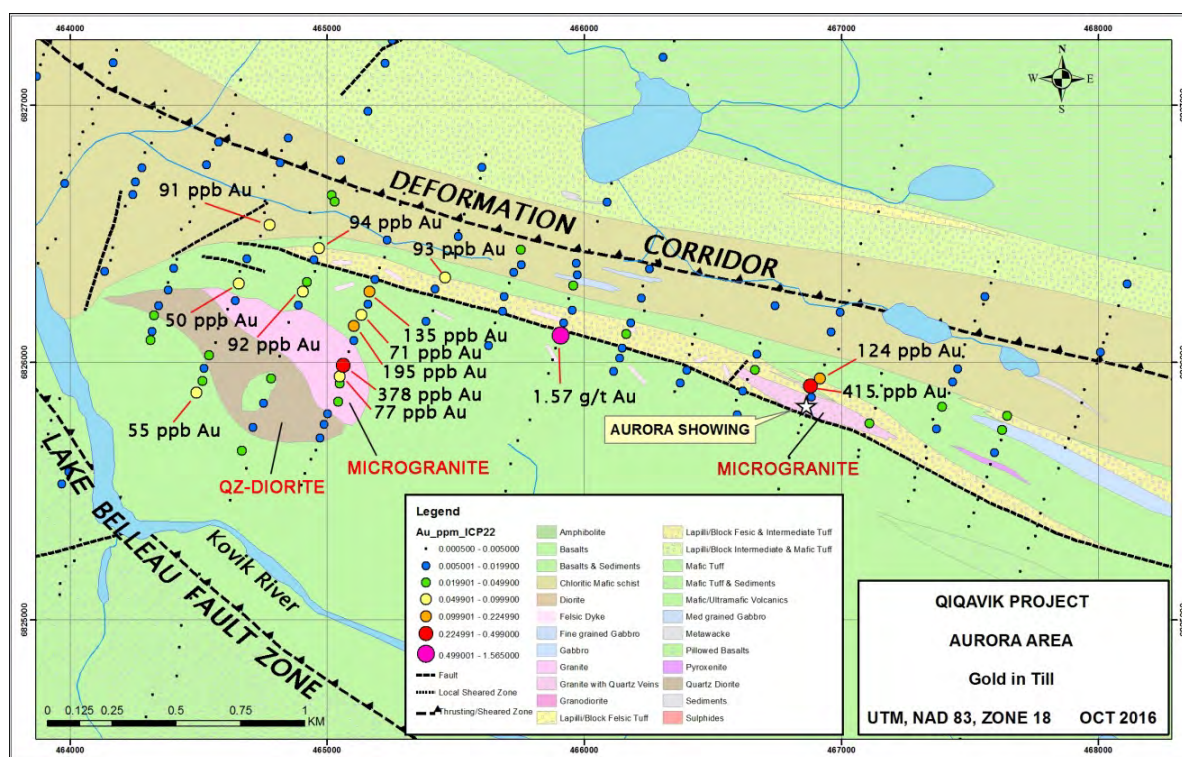 464000
465000
466000
467000
468000
N
W E
S
6827000
6827000
91 ppb Au
DEFORMATION
94 ppb Au
CORRIDOR
93 ppb Au
50 ppb Au
92 ppb Au
135 ppb Au
71 ppb Au
195 ppb Au
378 ppb Au
77 ppb Au
1.57 g/t Au
124 ppb Au
415 ppb Au
6826000
6826000
55 ppb Au
AURORA SHOWING
MICROGRANITE
MICROGRANITE
QZ-DIORITE
LAKE BELLEAU FAULT ZONE
Kovik River
Legend
Au_ppm_ICP22
0.000500 - 0.005000
0.005001 - 0.019900
0.019901 - 0.049900
0.049901 - 0.099900
0.099901 - 0.224990
0.224991 - 0.499000
0.499001 - 1.565000
Fault
Local Sheared Zone
Thrusting/Sheared Zone
Amphibolite
Basalts
Basalts & Sediments
Chloritic Mafic schist
Diorite
Felsic Dyke
Fine grained Gabbro
Gabbro
Granite
Granite with Quartz Veins
Granodiorite
Lapilli/Block Felsic Tuff
Lapilli/Block Fesic & Intermediate Tuff
Lapilli/Block Intermediate & Mafic Tuff
Mafic Tuff
Mafic Tuff & Sediments
Mafic/Ultramafic Volcanics
Med grained Gabbro
Metawacke
Pillowed Basalts
Pyroxenite
Quartz Diorite
Sediments
Sulphides
6825000
6825000
QIQAVIK PROJECT
AURORA AREA
Gold in Till
UTM, NAD 83, ZONE 18 OCT 2016
0 0.125 0.25 0.5 0.75 1
KM
464000
465000
466000
467000
468000